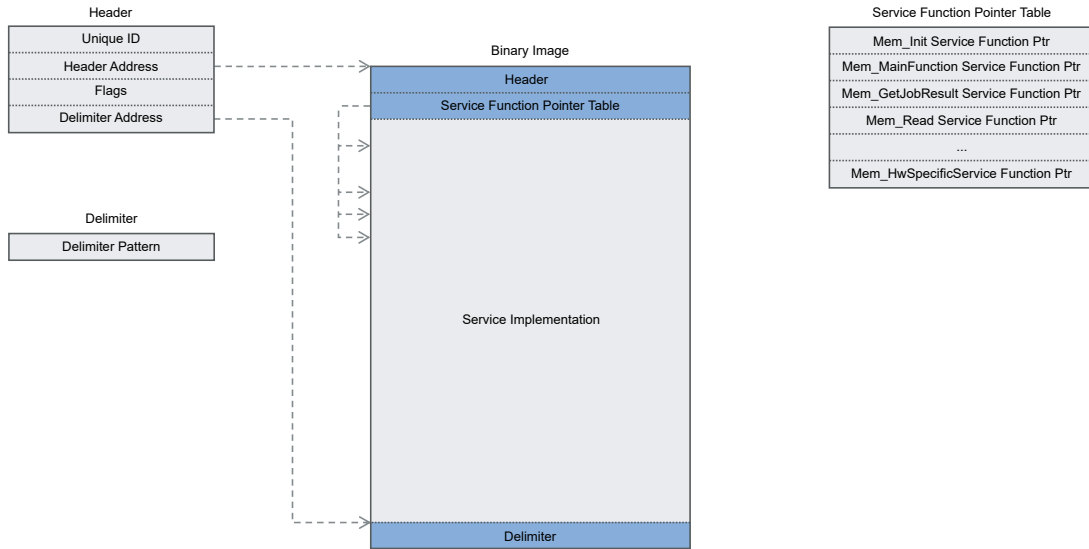 Header
Unique ID
Header Address
Flags
Delimiter Address
Delimiter
Delimiter Pattern
Binary Image
Header
Service Function Pointer Table
Service Implementation
Delimiter
Service Function Pointer Table
Mem_Init Service Function Ptr
Mem_MainFunction Service Function Ptr
Mem_GetJobResult Service Function Ptr
Mem_Read Service Function Ptr
...
Mem_HwSpecificService Function Ptr